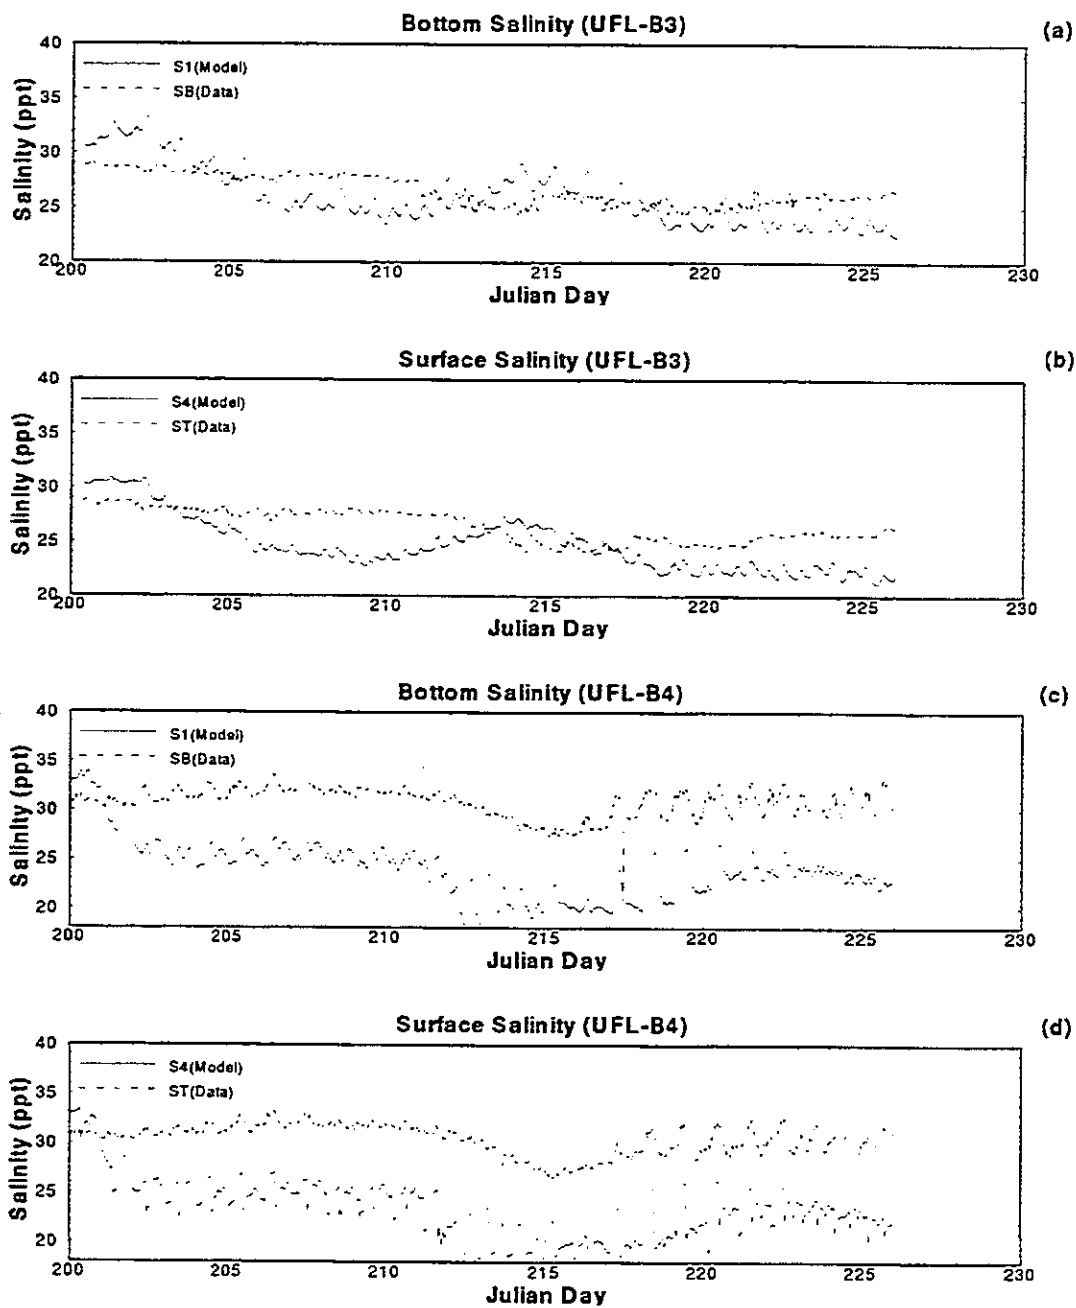 Bottom Salinity (UFL-B3)
(a)
Salinity (ppt)
40
35
30
25
20
S1(Model)
SB(Data)
200 205 210 215 220 225 230
Julian Day
Surface Salinity (UFL-B3)
(b)
Salinity (ppt)
40
35
30
25
20
S4(Model)
ST(Data)
200 205 210 215 220 225 230
Julian Day
Bottom Salinity (UFL-B4)
(c)
Salinity (ppt)
40
35
30
25
20
S1(Model)
SB(Data)
200 205 210 215 220 225 230
Julian Day
Surface Salinity (UFL-B4)
(d)
Salinity (ppt)
40
35
30
25
20
S4(Model)
ST(Data)
200 205 210 215 220 225 230
Julian Day